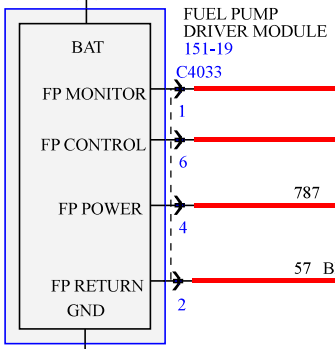 FUEL PUMP
DRIVER MODULE
151-19
BAT
C4033
FP MONITOR
1
FP CONTROL
6
FP POWER
787
4
FP RETURN
57 B
2
GND